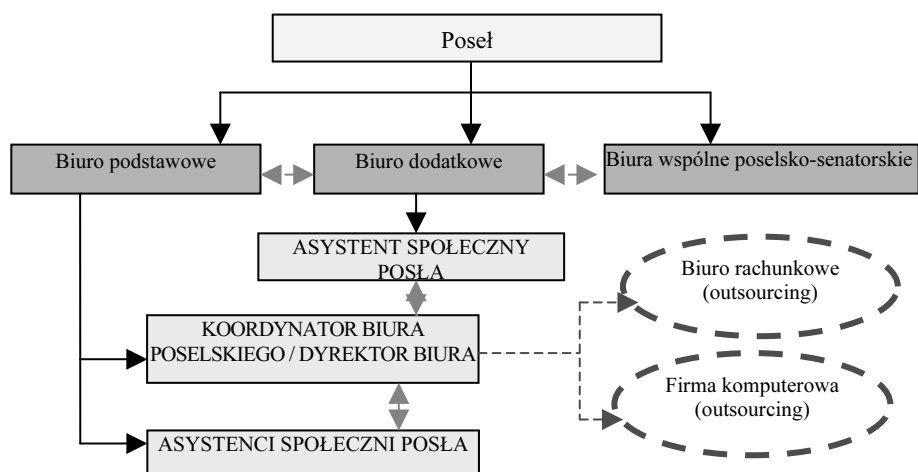 Poseł
Biuro podstawowe
Biuro dodatkowe
Biura wspólne poselsko-senatorskie
ASYSTENT SPOŁECZNY
POSŁA
Biuro rachunkowe
(outsourcing)
KOORDYNATOR BIURA
POSELSKIEGO / DYREKTOR BIURA
Firma komputerowa
(outsourcing)
ASYSTENCI SPOŁECZNI POSŁA